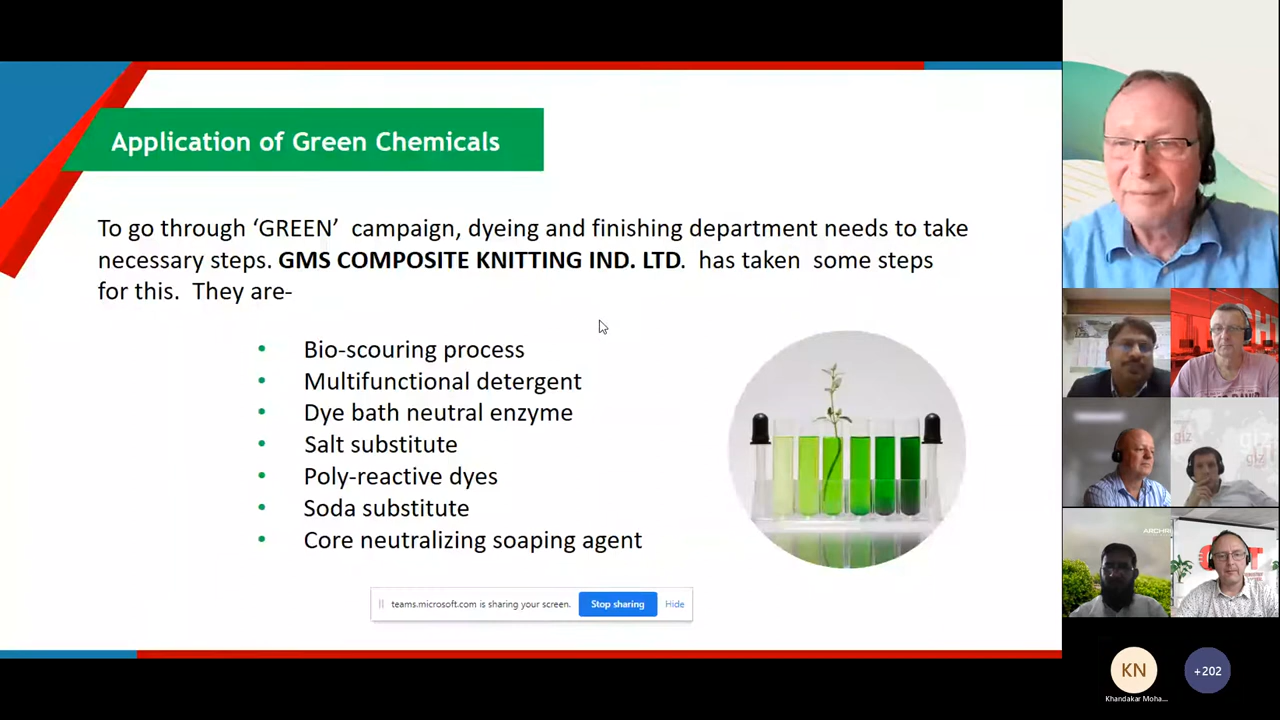 Application of Green Chemicals
To go through ‘GREEN’ campaign, dyeing and finishing department needs to take
necessary steps. GMS COMPOSITE KNITTING IND. LTD. has taken some steps
for this. They are-
• Bio-scouring process
• Multifunctional detergent
• Dye bath neutral enzyme
• Salt substitute
• Poly-reactive dyes
• Soda substitute
• Core neutralizing soaping agent
teams.microsoft.com is sharing your screen. Stop sharing Hide
giz
giz
ARCHR
KN
+202
Khandakar Moha...